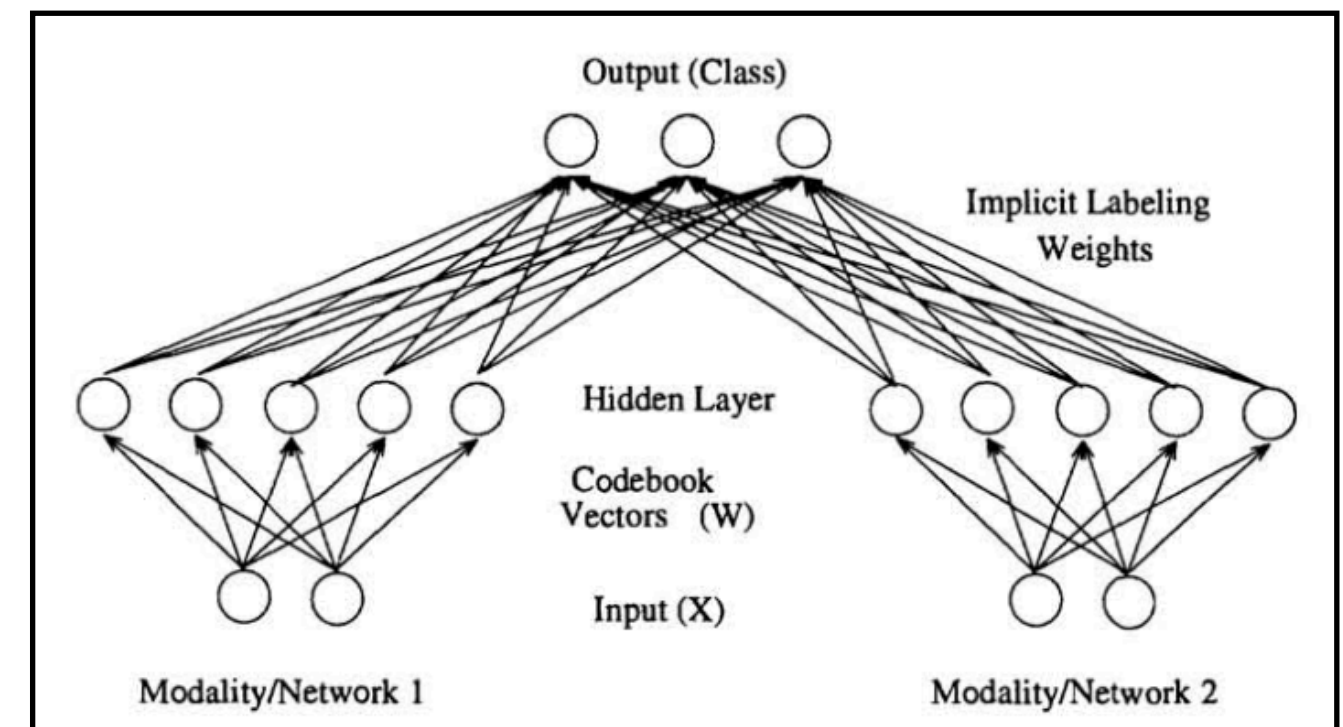 Output (Class)
Implicit Labeling
Weights
Hidden Layer
Codebook
Vectors (W)
Input (X)
Modality/Network 1
Modality/Network 2